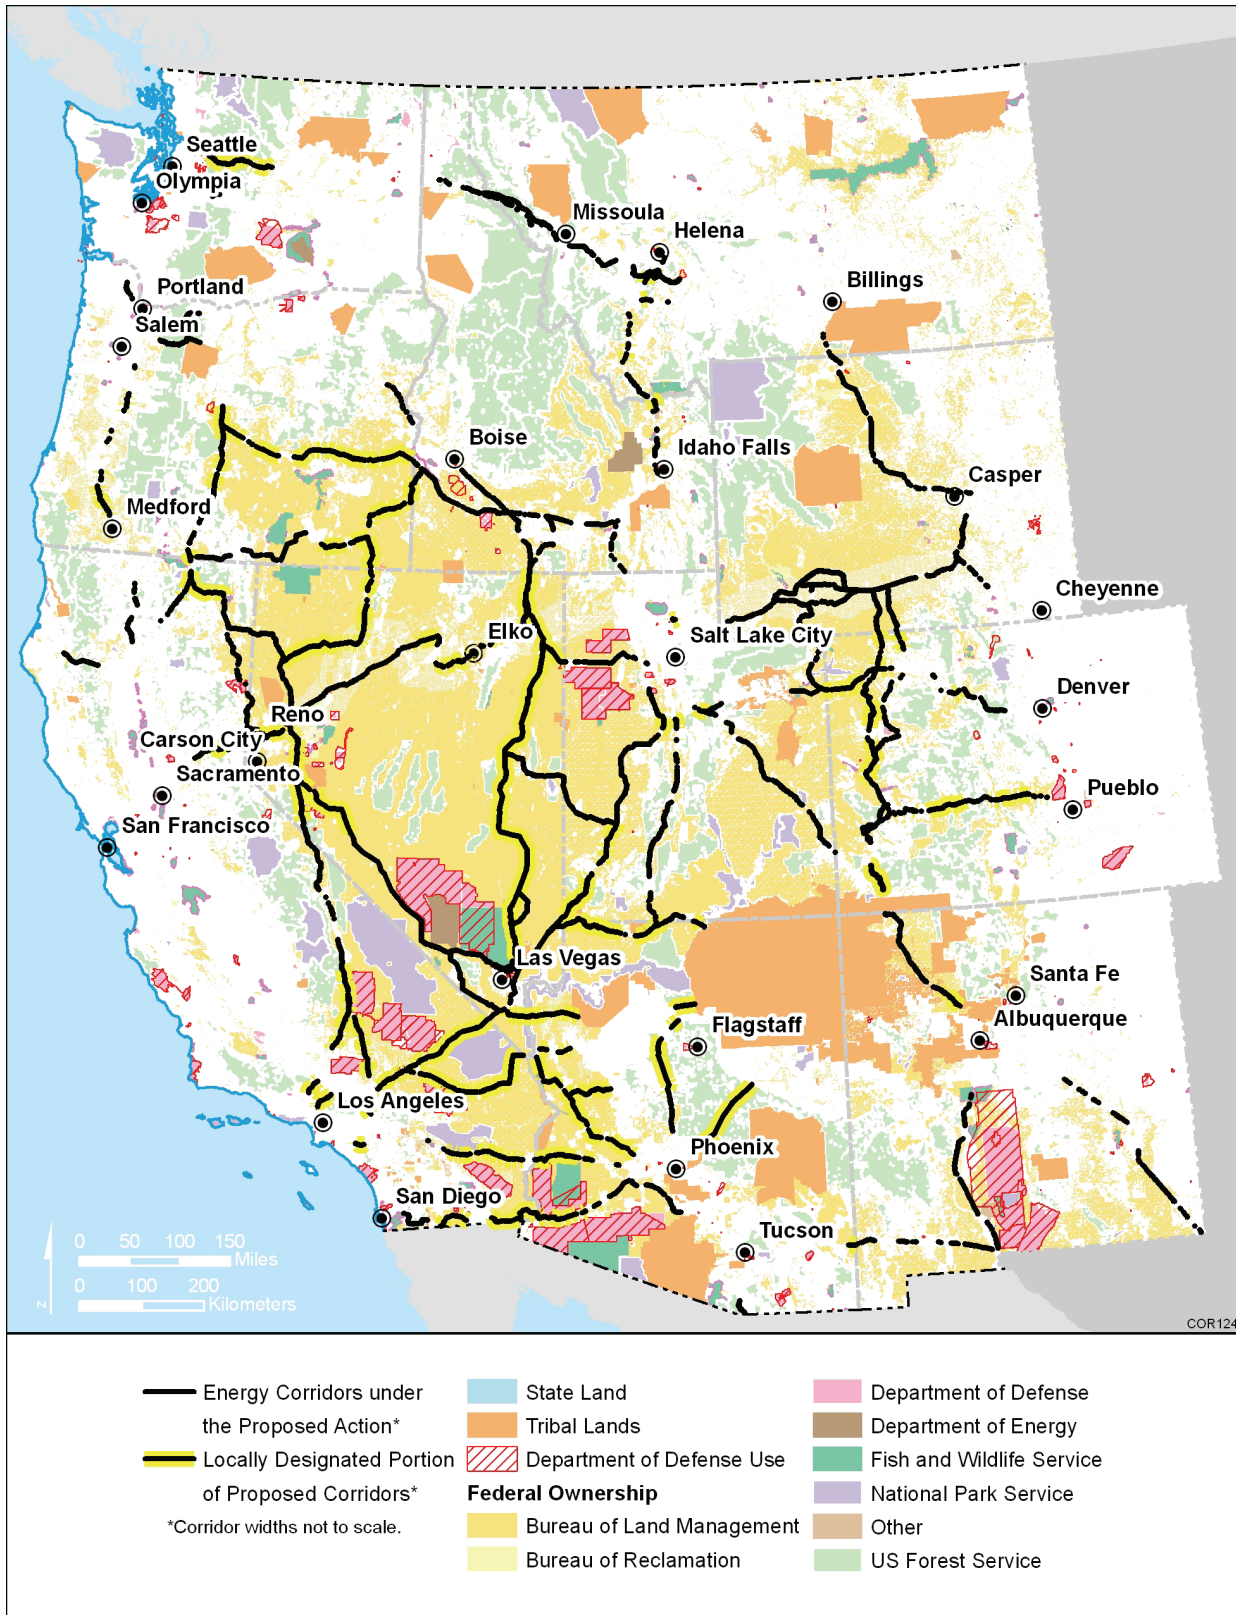 Seattle
Olympia
Missoula
Helena
Portland
Billings
Salem
Boise
Idaho Falls
Casper
Medford
Cheyenne
Elko
Salt Lake City
Denver
Reno
Carson City
Sacramento
Pueblo
San Francisco
Las Vegas
Santa Fe
Flagstaff
Albuquerque
Los Angeles
Phoenix
San Diego
Tucson
0 50 100 150
Miles
0 100 200
Kilometers
N
COR124
Energy Corridors under
the Proposed Action*
Locally Designated Portion
of Proposed Corridors*
*Corridor widths not to scale.
State Land
Tribal Lands
Department of Defense Use
Federal Ownership
Bureau of Land Management
Bureau of Reclamation
Department of Defense
Department of Energy
Fish and Wildlife Service
National Park Service
Other
US Forest Service